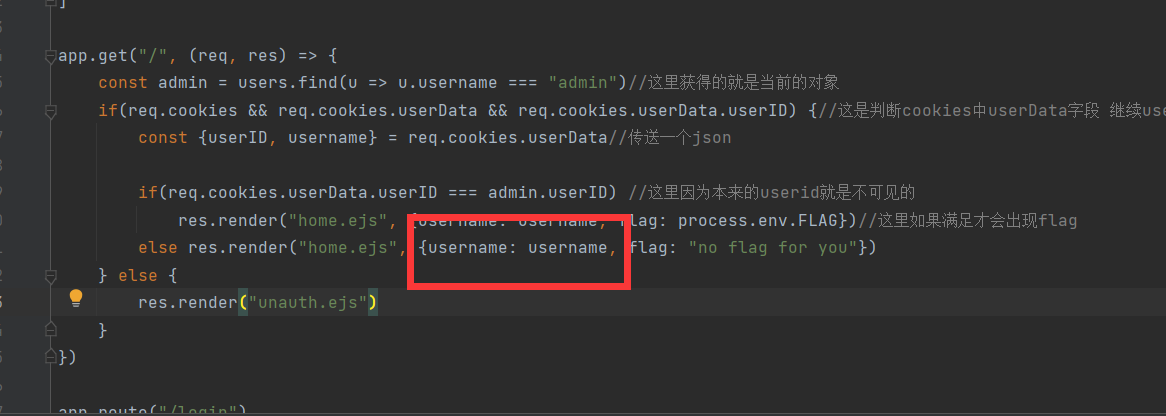 app.get("/", (req, res) => {
const admin = users.find(u => u.username === "admin")//这里获得的就是当前的对象
if(req.cookies && req.cookies.userData && req.cookies.userData.userID) {//这是判断cookies中userData字段 继续use
const {userID, username} = req.cookies.userData//传送一个json
if(req.cookies.userData.userID === admin.userID) //这里因为本来的userid就是不可见的
res.render("home.ejs", {username: username, flag: process.env.FLAG})//这里如果满足才会出现flag
else res.render("home.ejs", {username: username, flag: "no flag for you"})
} else {
res.render("unauth.ejs")
}
})
app.route("/login")